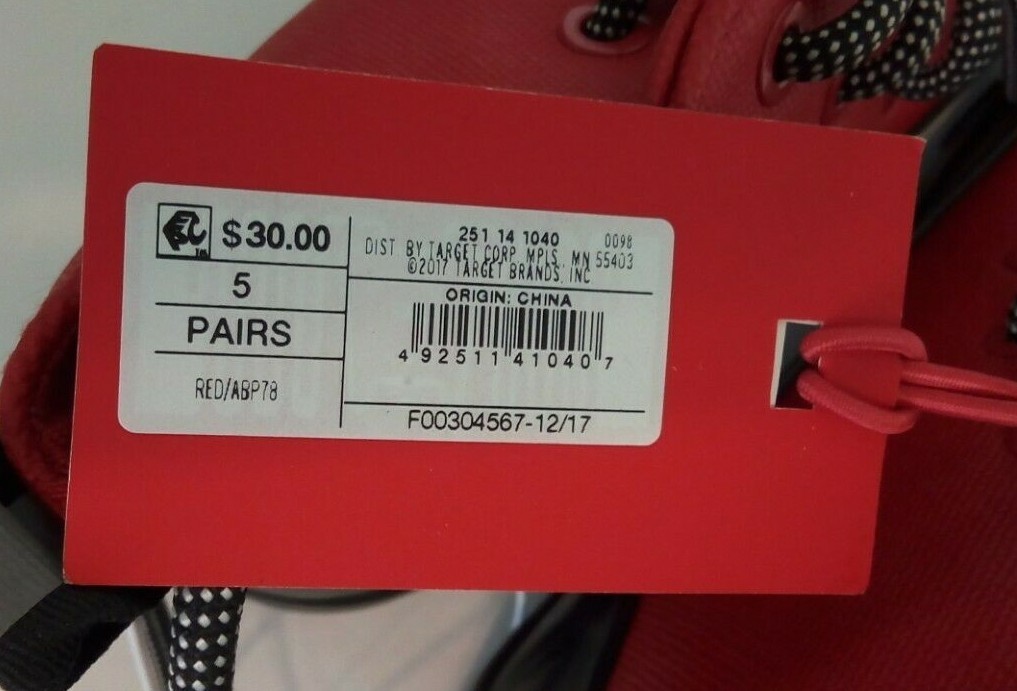 $30.00
5
PAIRS
RED/ABP78
251 14 1040 0098
DIST BY TARGET CORP. MPLS, MN 55403
©2017 TARGET BRANDS, INC
ORIGIN: CHINA
4 92511 41040 7
F00304567-12/17